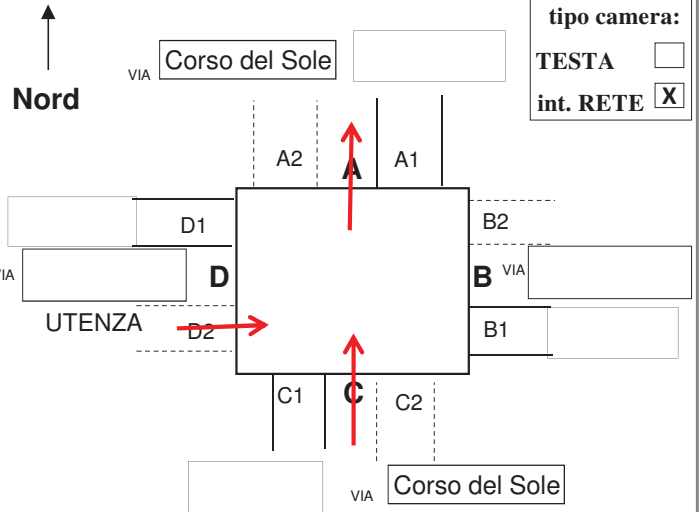 tipo camera:
VIA Corso del Sole
TESTA
Nord
int. RETE X
A2 A A1
D1 B2
VIA D B VIA
UTENZA D2 B1
C1 C C2
VIA Corso del Sole